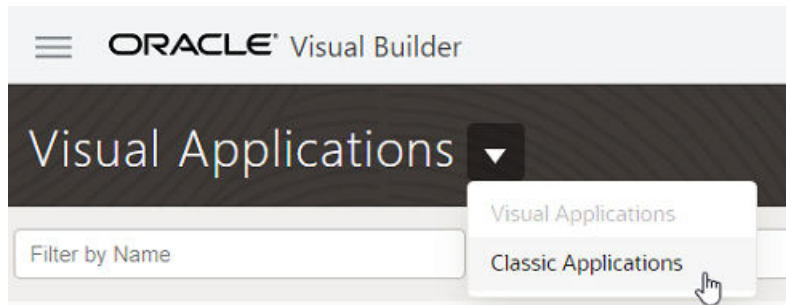 ORACLE® Visual Builder
Visual Applications
Visual Applications
Filter by Name
Classic Applications